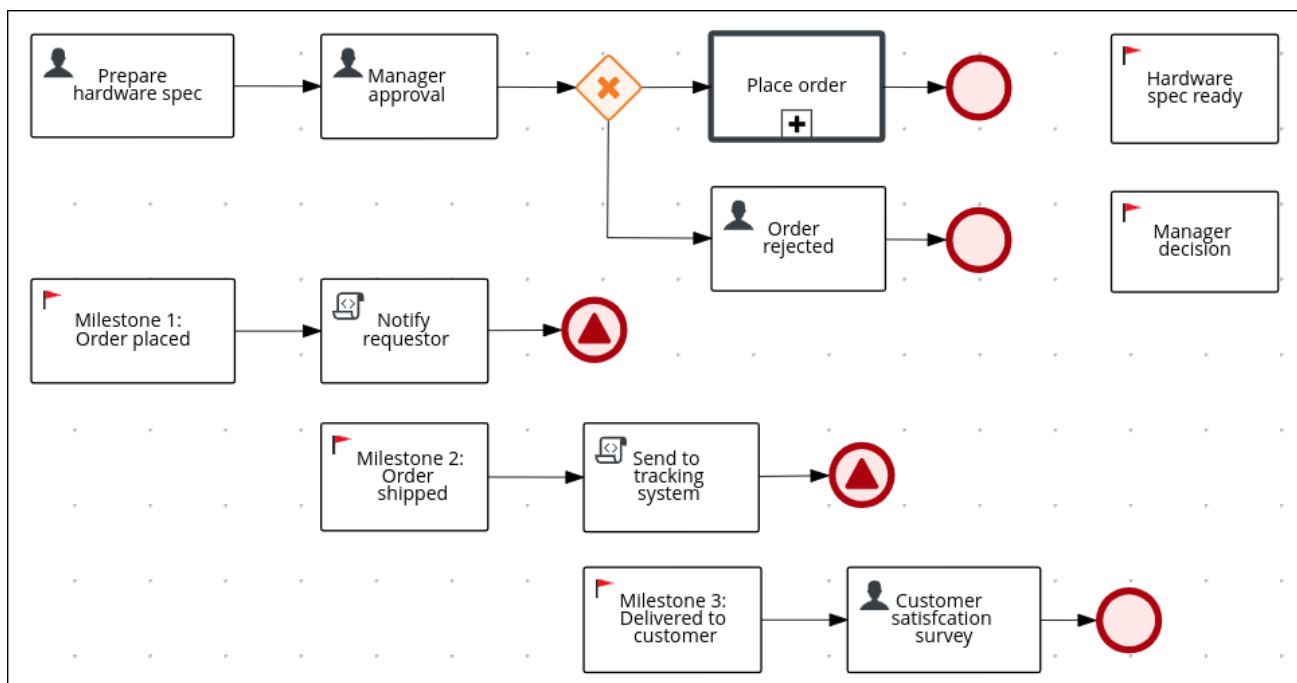 Prepare
hardware spec
Manager
approval
Place order
Hardware
spec ready
Order
rejected
Manager
decision
Milestone 1:
Order placed
Notify
requestor
Milestone 2:
Order
shipped
Send to
tracking
system
Milestone 3:
Delivered to
customer
Customer
satisfcation
survey